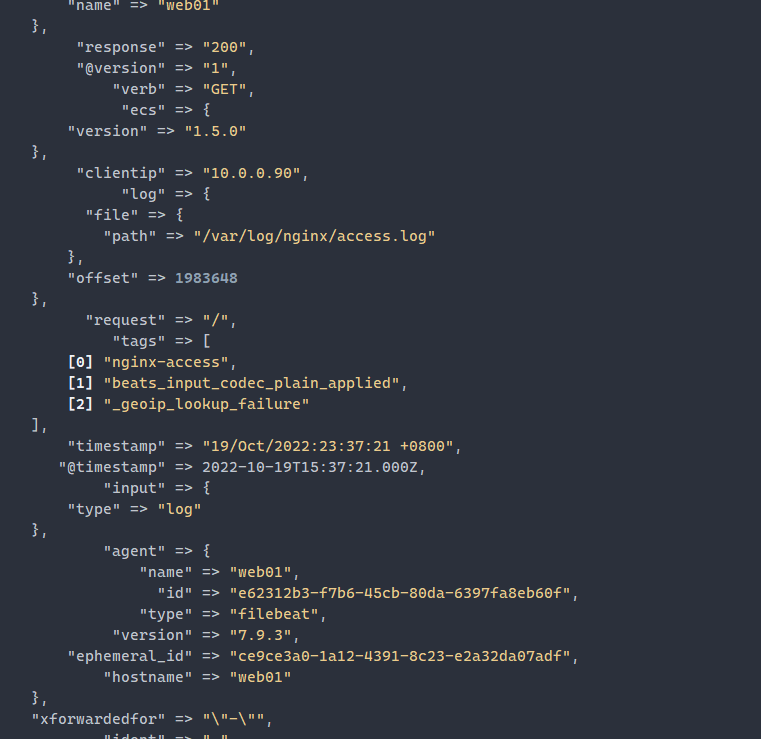 "name" => "web01"
},
"response" => "200",
"@version" => "1",
"verb" => "GET",
"ecs" => {
"version" => "1.5.0"
},
"clientip" => "10.0.0.90",
"log" => {
"file" => {
"path" => "/var/log/nginx/access.log"
},
"offset" => 1983648
},
"request" => "/",
"tags" => [
[0] "nginx-access",
[1] "beats_input_codec_plain_applied",
[2] "_geoip_lookup_failure"
],
"timestamp" => "19/Oct/2022:23:37:21 +0800",
"@timestamp" => 2022-10-19T15:37:21.000Z,
"input" => {
"type" => "log"
},
"agent" => {
"name" => "web01",
"id" => "e62312b3-f7b6-45cb-80da-6397fa8eb60f",
"type" => "filebeat",
"version" => "7.9.3",
"ephemeral_id" => "ce9ce3a0-1a12-4391-8c23-e2a32da07adf",
"hostname" => "web01"
},
"xforwardedfor" => "\"-\"",
"ident" => "-"